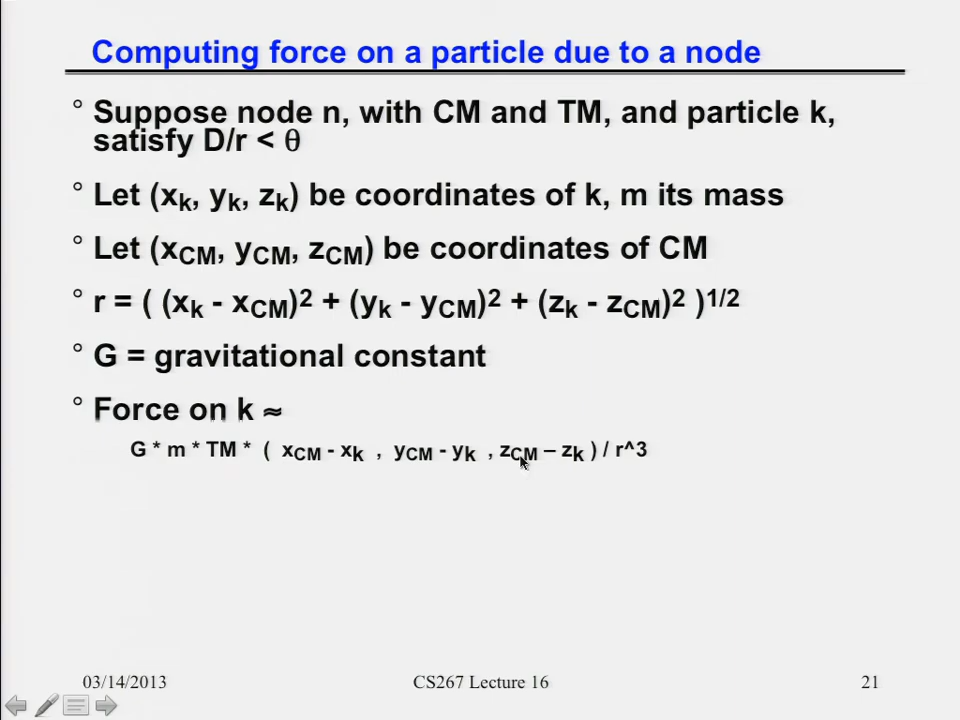 Computing force on a particle due to a node
° Suppose node n, with CM and TM, and particle k,
satisfy D/r < θ
° Let (xk, yk, zk) be coordinates of k, m its mass
° Let (xCM, yCM, zCM) be coordinates of CM
° r = ( (xk - xCM)2 + (yk - yCM)2 + (zk - zCM)2 )1/2
° G = gravitational constant
° Force on k ≈
G * m * TM * ( xCM - xk , yCM - yk , zCM – zk ) / r^3
03/14/2013 CS267 Lecture 16 21